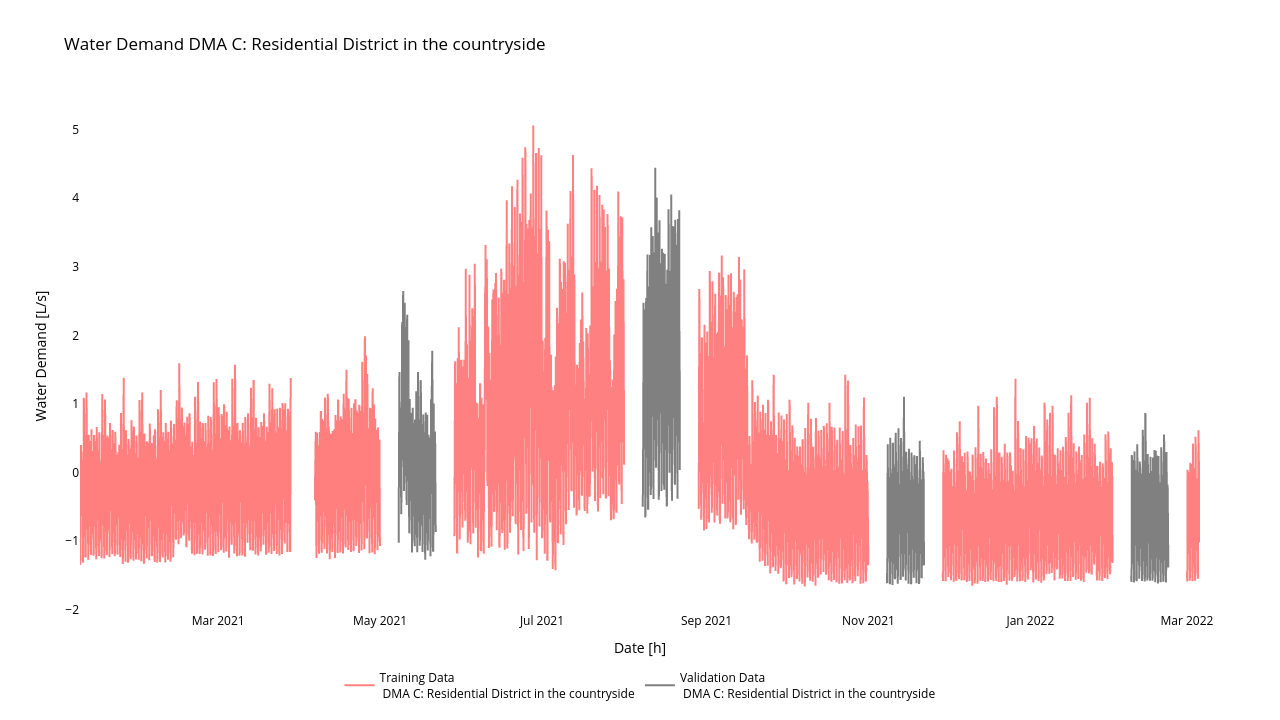 Water Demand DMA C: Residential District in the countryside
5
4
3
2
1
0
−1
−2
Water Demand [L/s]
Mar 2021
May 2021
Jul 2021
Sep 2021
Nov 2021
Jan 2022
Mar 2022
Date [h]
Training Data
DMA C: Residential District in the countryside
Validation Data
DMA C: Residential District in the countryside